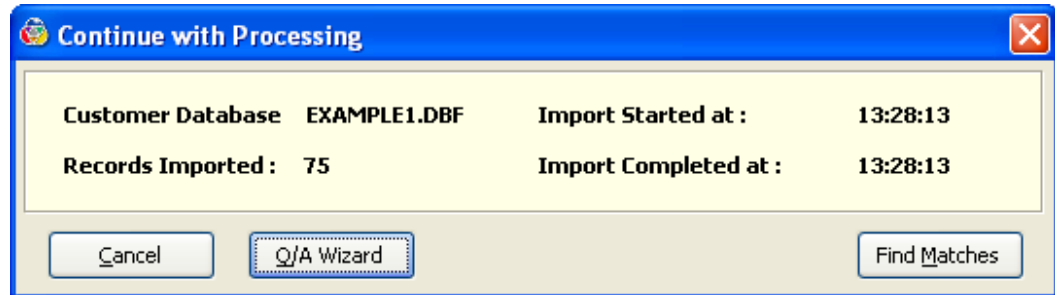 Continue with Processing
Customer Database EXAMPLE1.DBF Import Started at : 13:28:13
Records Imported : 75 Import Completed at : 13:28:13
Cancel Q/A Wizard Find Matches